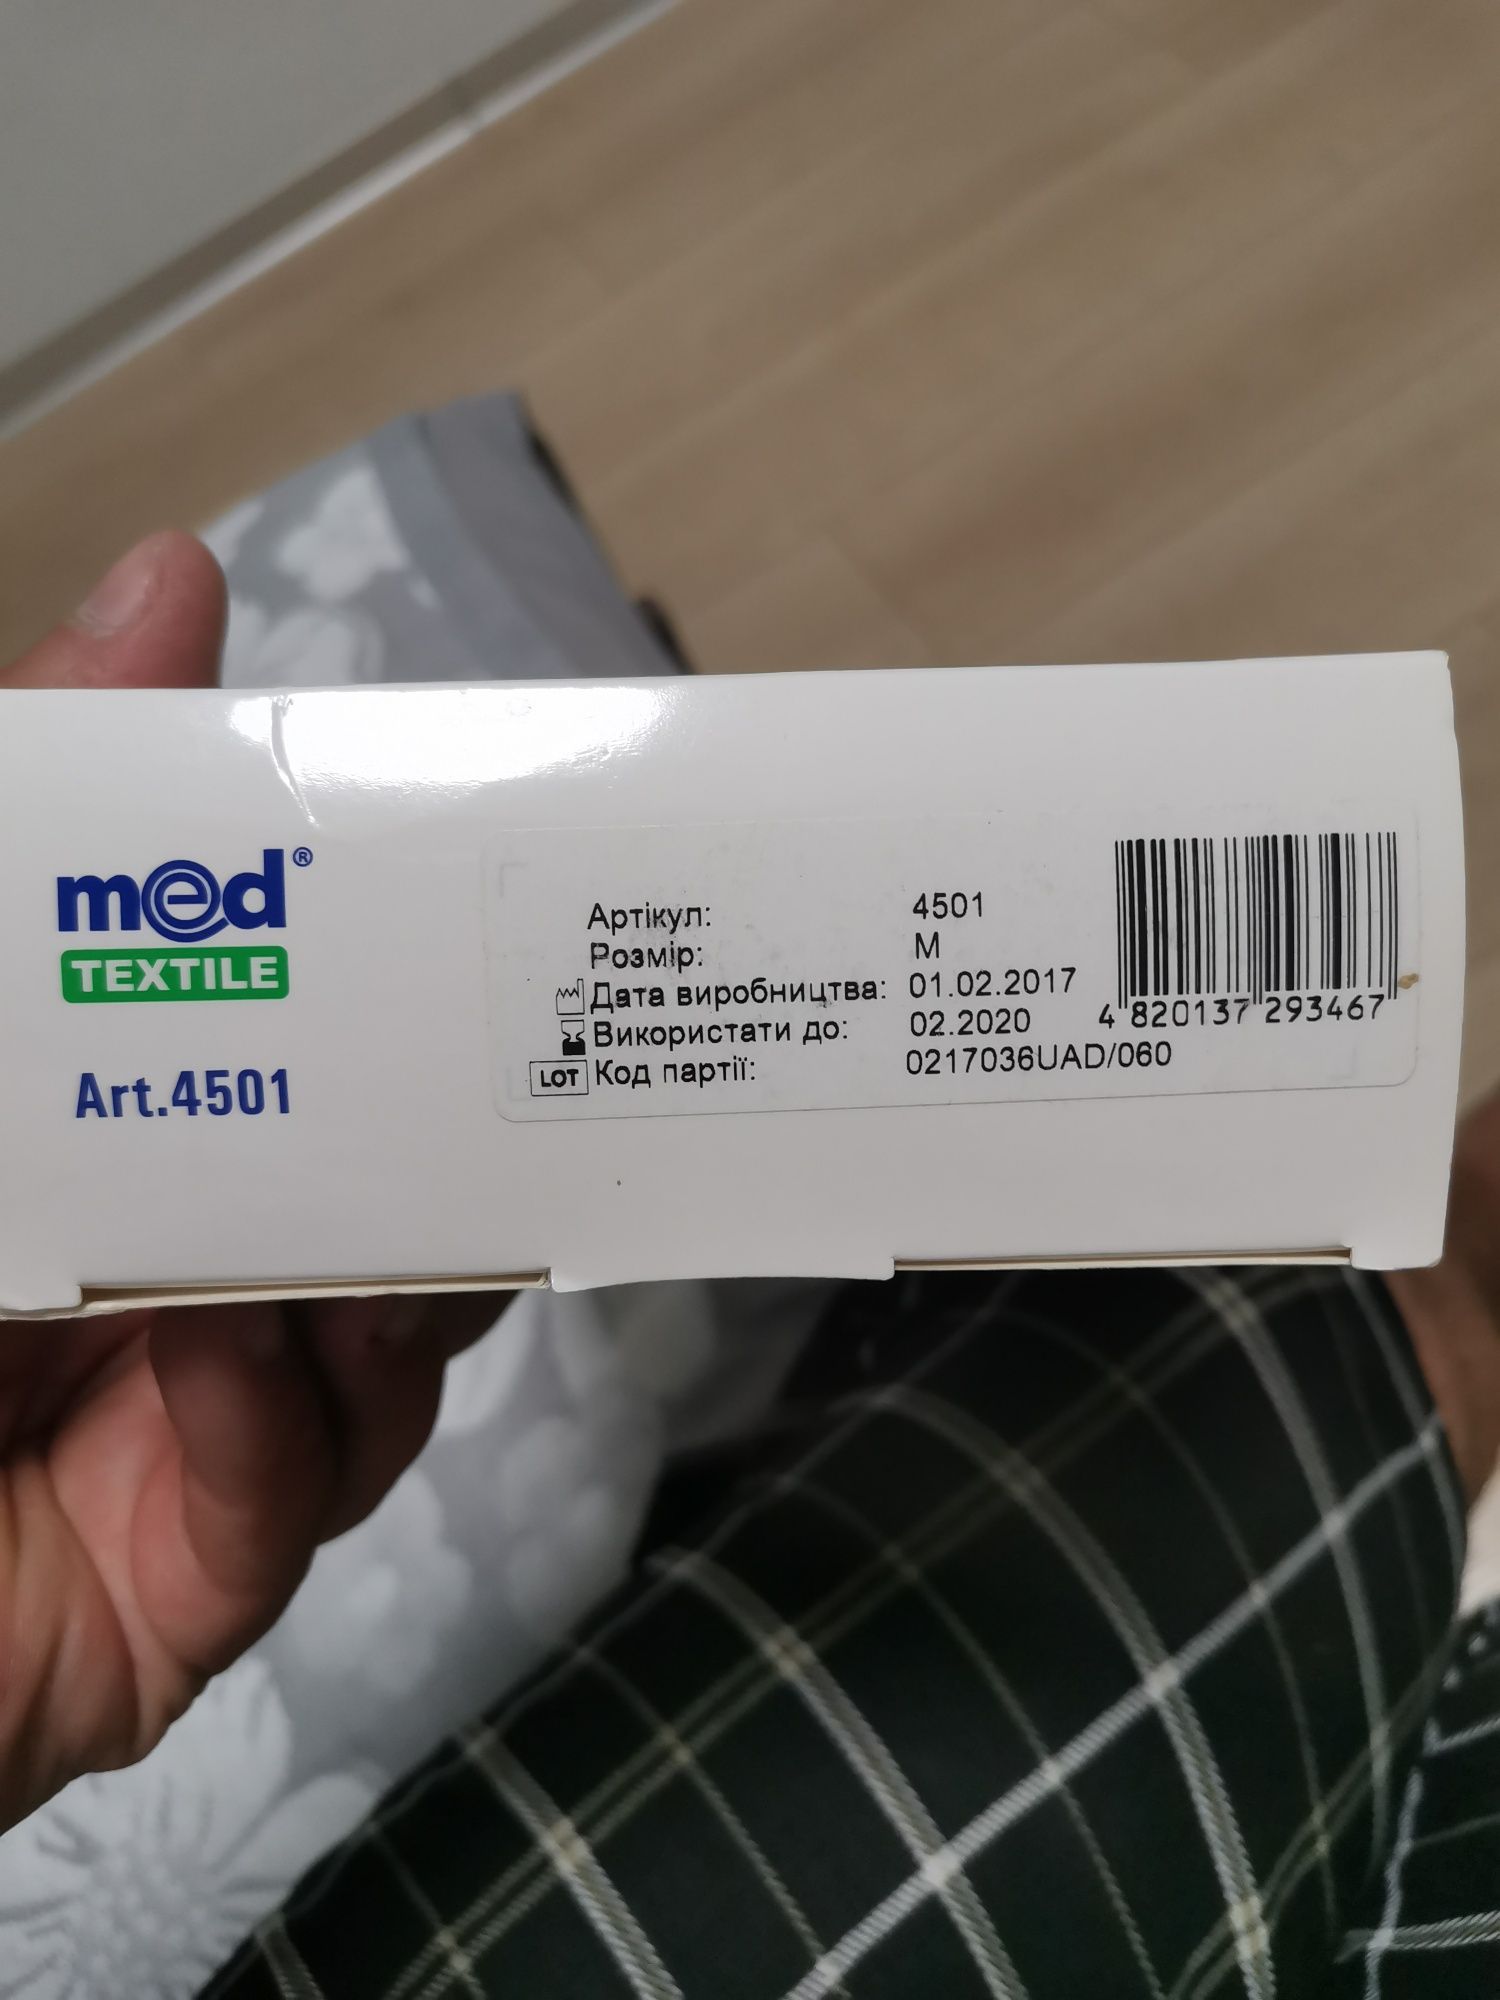 med®
TEXTILE
Art.4501
Артікул: 4501
Розмір: M
Дата виробництва: 01.02.2017
Використати до: 02.2020
LOT Код партії: 0217036UAD/060
4 820137 293467